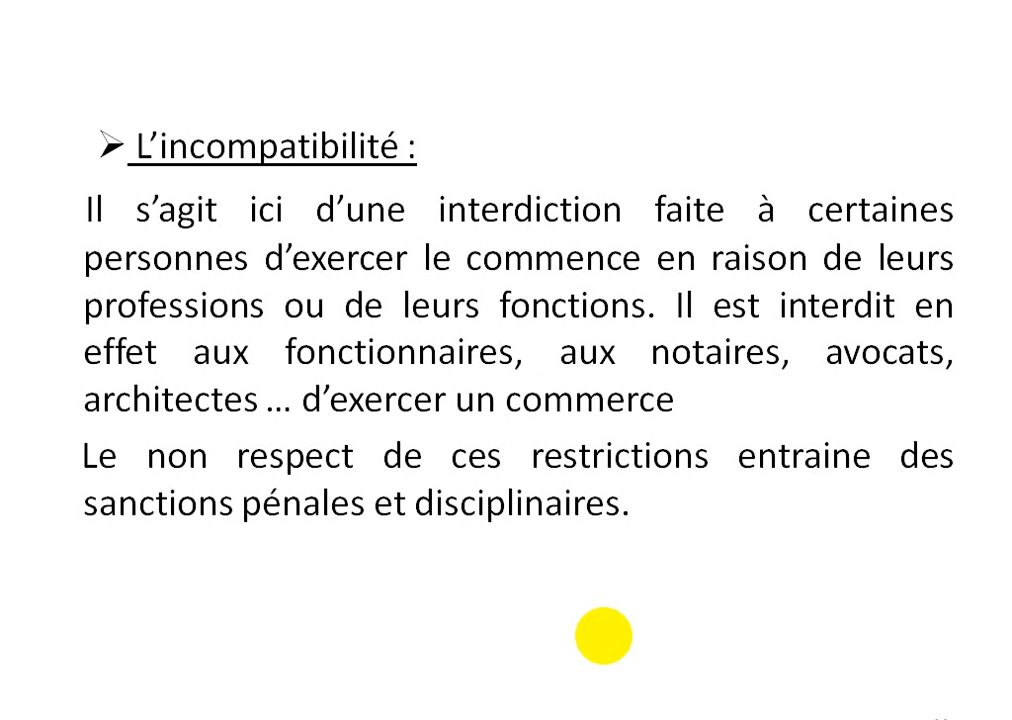 ➢ L’incompatibilité :
Il s’agit ici d’une interdiction faite à certaines
personnes d’exercer le commence en raison de leurs
professions ou de leurs fonctions. Il est interdit en
effet aux fonctionnaires, aux notaires, avocats,
architectes … d’exercer un commerce
Le non respect de ces restrictions entraine des
sanctions pénales et disciplinaires.